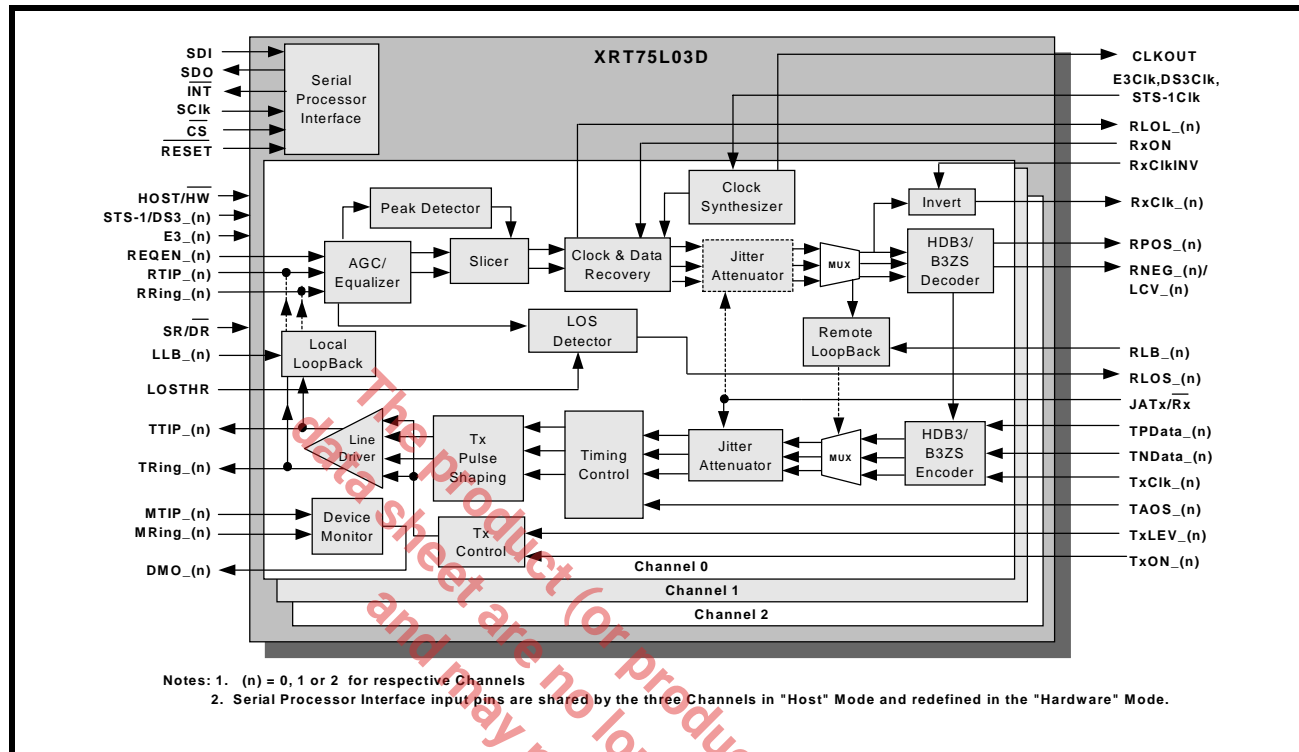 XRT75L03D
SDI
SDO
INT
SClk
CS
RESET
Serial
Processor
Interface
HOST/HW
STS-1/DS3_(n)
E3_(n)
REQEN_(n)
RTIP_(n)
RRing_(n)
SR/DR
LLB_(n)
LOSTHR
TTIP_(n)
TRing_(n)
MTIP_(n)
MRing_(n)
DMO_(n)
Peak Detector
AGC/
Equalizer
Slicer
Clock & Data
Recovery
Clock
Synthesizer
Jitter
Attenuator
MUX
Invert
HDB3/
B3ZS
Decoder
LOS
Detector
Remote
LoopBack
Local
LoopBack
Line
Driver
Tx
Pulse
Shaping
Timing
Control
Jitter
Attenuator
MUX
HDB3/
B3ZS
Encoder
Device
Monitor
Tx
Control
Channel 0
Channel 1
Channel 2
CLKOUT
E3Clk,DS3Clk,
STS-1Clk
RLOL_(n)
RxON
RxClkINV
RxClk_(n)
RPOS_(n)
RNEG_(n)/
LCV_(n)
RLB_(n)
RLOS_(n)
JATx/Rx
TPData_(n)
TNData_(n)
TxClk_(n)
TAOS_(n)
TxLEV_(n)
TxON_(n)
Notes: 1. (n) = 0, 1 or 2 for respective Channels
2. Serial Processor Interface input pins are shared by the three Channels in "Host" Mode and redefined in the "Hardware" Mode.
The product (or produc
data sheet are no lo
and may